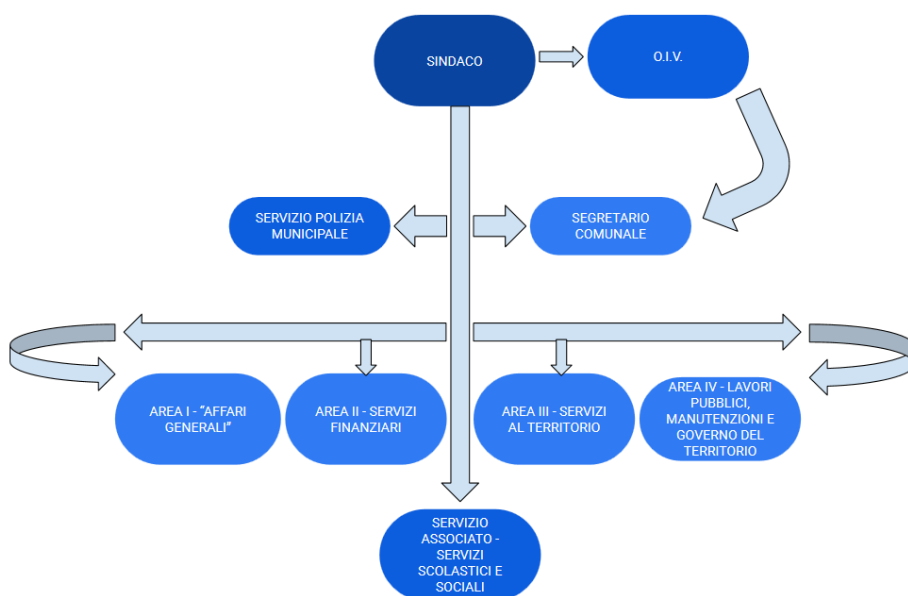 SINDACO
O.I.V.
SERVIZIO POLIZIA
MUNICIPALE
SEGRETARIO
COMUNALE
AREA I - “AFFARI
GENERALI”
AREA II - SERVIZI
FINANZIARI
AREA III - SERVIZI
AL TERRITORIO
AREA IV - LAVORI
PUBBLICI,
MANUTENZIONI E
GOVERNO DEL
TERRITORIO
SERVIZIO
ASSOCIATO -
SERVIZI
SCOLASTICI E
SOCIALI